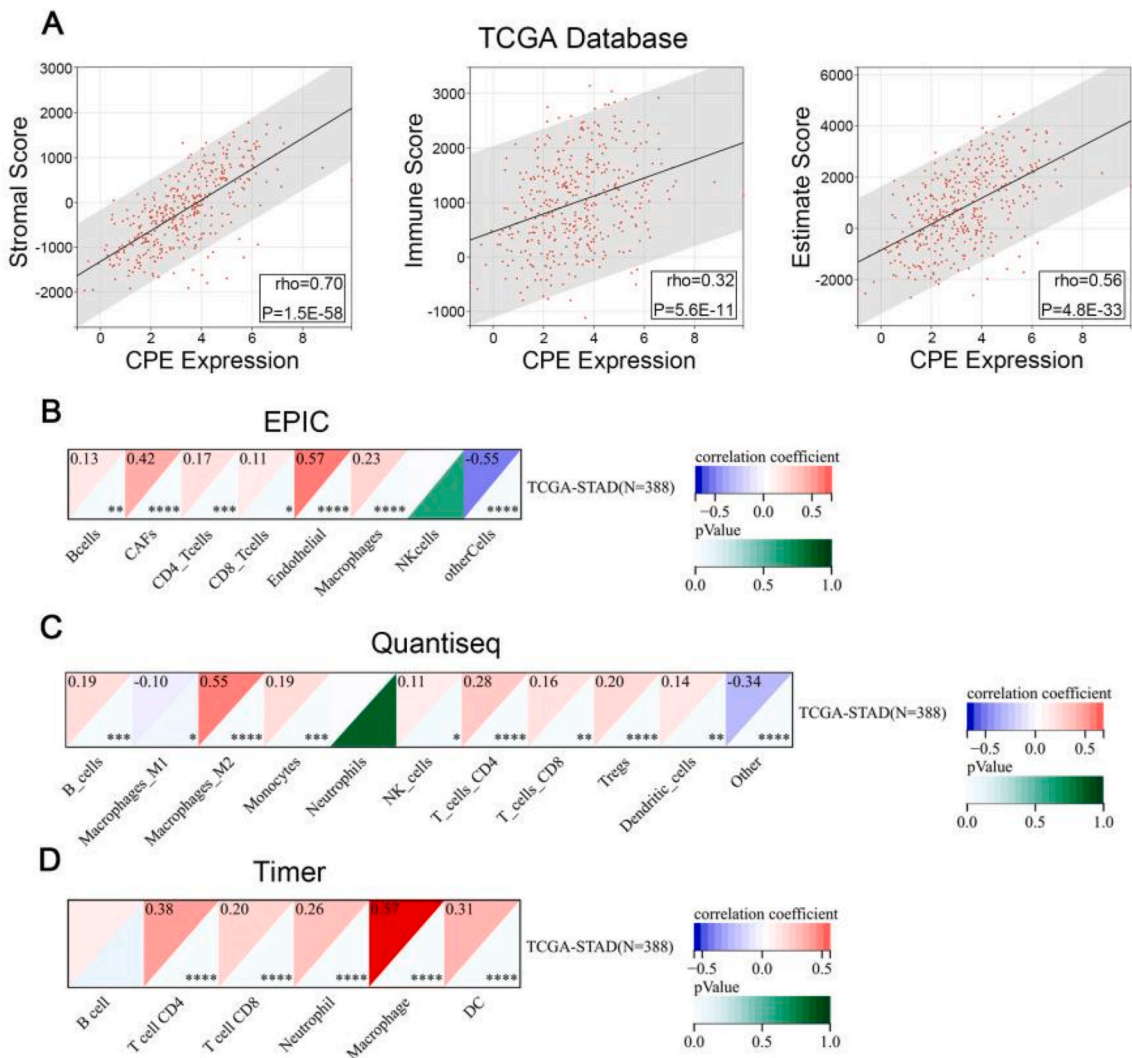 A
TCGA Database
Stromal Score
3000
2000
1000
0
-1000
-2000
0 2 4 6 8
CPE Expression
rho=0.70
P=1.5E-58
Immune Score
3000
2000
1000
0
-1000
0 2 4 6 8
CPE Expression
rho=0.32
P=5.6E-11
Estimate Score
6000
4000
2000
0
-2000
0 2 4 6 8
CPE Expression
rho=0.56
P=4.8E-33
B
EPIC
0.13 0.42 0.17 0.11 0.57 0.23 -0.55
** **** *** * **** **** ****
Bcells CAFs CD4_Tcells CD8_Tcells Endothelial Macrophages NKcells otherCells
TCGA-STAD(N=388)
correlation coefficient
−0.5 0.0 0.5
pValue
0.0 0.5 1.0
C
Quantiseq
0.19 -0.10 0.55 0.19 0.11 0.28 0.16 0.20 0.14 -0.34
*** * **** *** * **** ** **** ** ****
B_cells Macrophages_M1 Macrophages_M2 Monocytes Neutrophils NK_cells T_cells_CD4 T_cells_CD8 Tregs Dendritic_cells Other
TCGA-STAD(N=388)
correlation coefficient
−0.5 0.0 0.5
pValue
0.0 0.5 1.0
D
Timer
0.38 0.20 0.26 0.57 0.31
**** **** **** **** ****
B cell T cell CD4 T cell CD8 Neutrophil Macrophage DC
TCGA-STAD(N=388)
correlation coefficient
−0.5 0.0 0.5
pValue
0.0 0.5 1.0